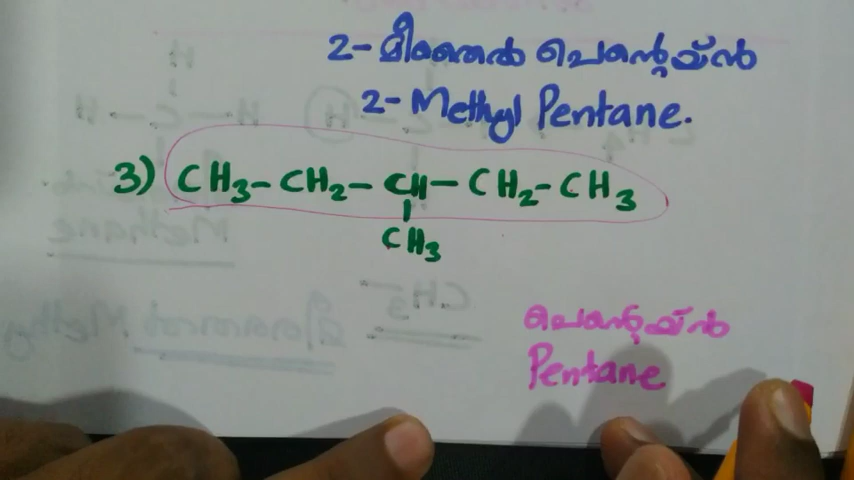 2- മീഥൈൽ പെന്റെയ്ൻ
2- Methyl Pentane.
3) CH3-CH2-CH-CH2-CH3
CH3
പെന്റെയ്ൻ
Pentane